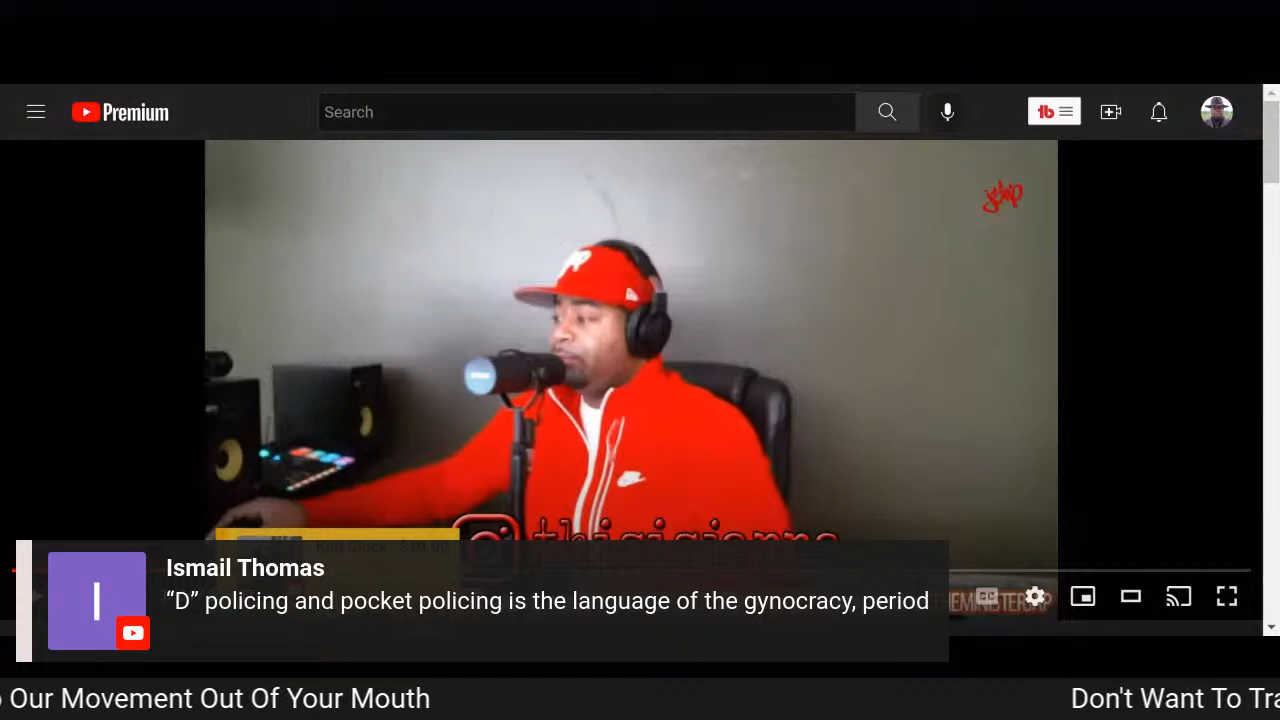 Premium
Search
jship
Ismail Thomas
“D” policing and pocket policing is the language of the gynocracy, period
Our Movement Out Of Your Mouth
Don't Want To